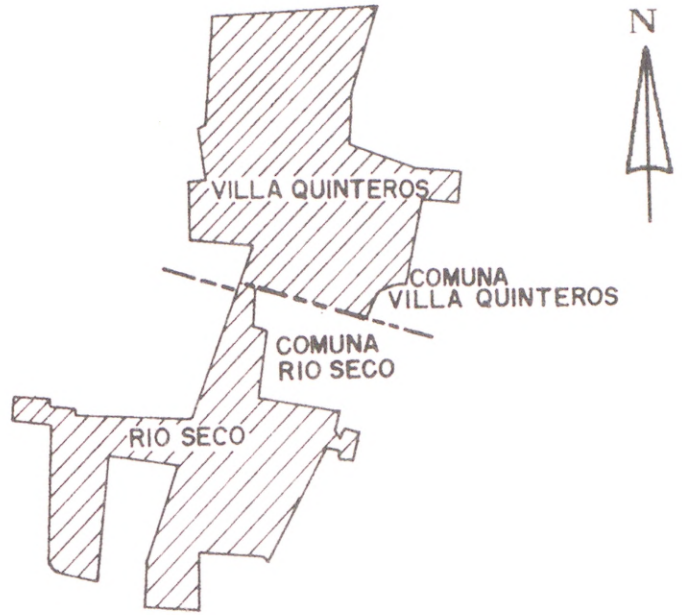 N
VILLA QUINTEROS
COMUNA
VILLA QUINTEROS
COMUNA
RIO SECO
RIO SECO